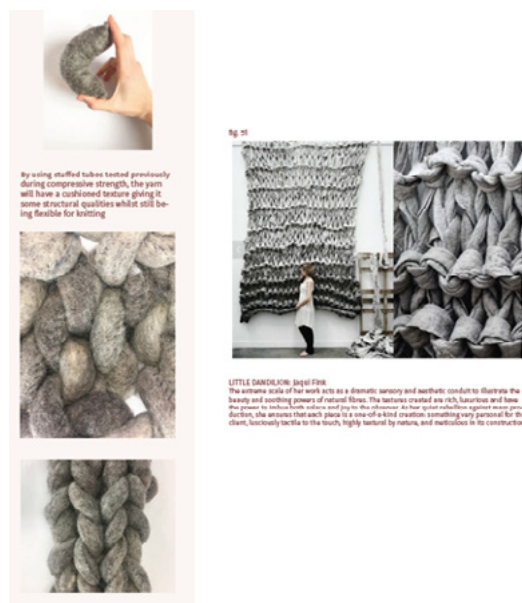 By using stuffed tubes tested previously
during compressive strength, the yarn
will have a cushioned texture giving it
some structural qualities whilst still be-
ing flexible for knitting
fig. 56
LITTLE DANDILION: Jaqel Fink
The extreme scale of her work acts as a dramatic sensory and aesthetic conduit to illustrate the
beauty and soothing powers of natural fibres. The textures created are rich, luxurious and have
the power to imbue both solace and joy to the observer. As her quiet rebellion against mass pro
duction, she ensures that each piece is a one-of-a-kind creation: something very personal for th
client, lusciously tactile to the touch, highly textural by nature, and meticulous in its construction